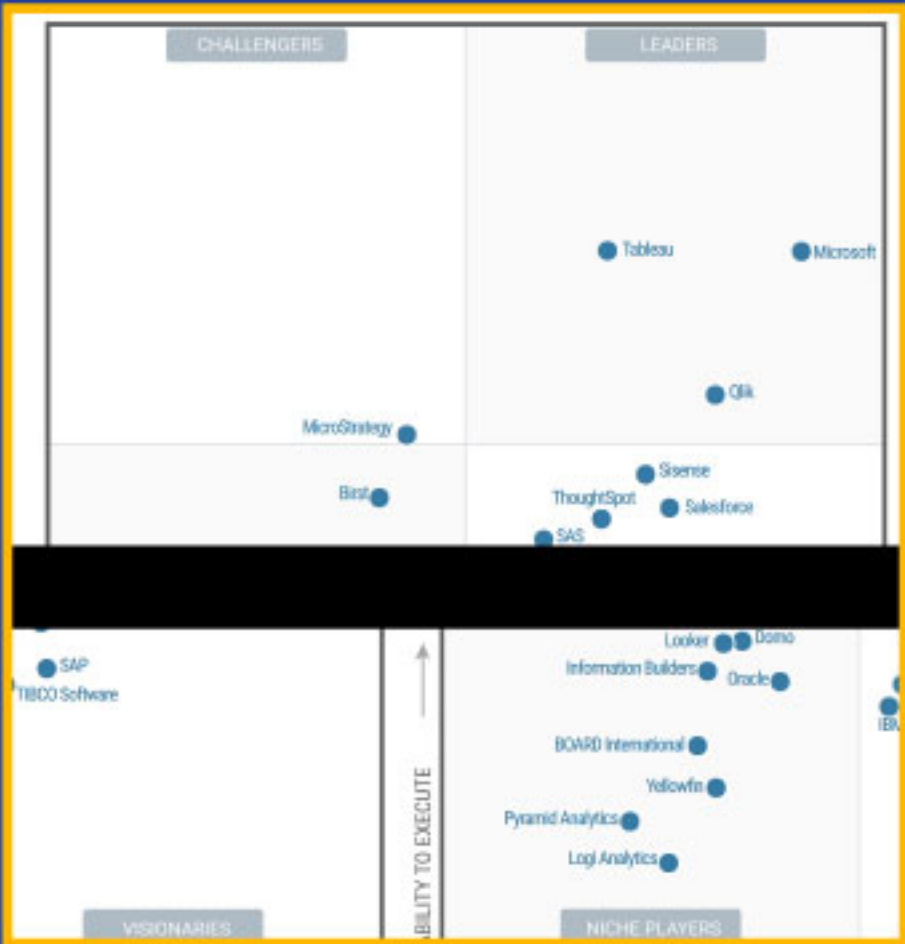 CHALLENGERS
LEADERS
Tableau
Microsoft
Qlik
MicroStrategy
Sisense
Birst
ThoughtSpot
Salesforce
SAS
Looker
Domo
SAP
Information Builders
Oracle
TIBCO Software
IBM
BOARD International
Yellowfin
Pyramid Analytics
Logi Analytics
ABILITY TO EXECUTE
VISIONARIES
NICHE PLAYERS